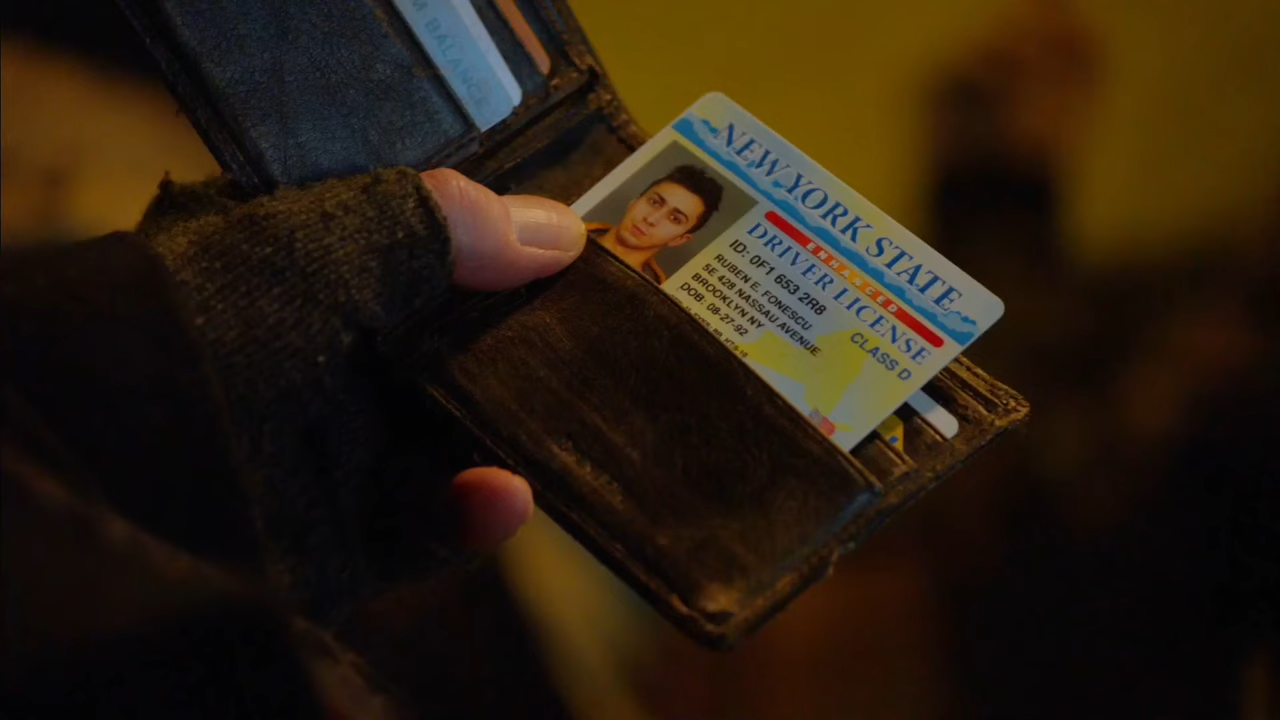 M BALANCE
NEW YORK STATE
ENHANCED
DRIVER LICENSE
ID: 0F1 653 2R8
CLASS D
RUBEN E. FONESCU
5E 428 NASSAU AVENUE
BROOKLYN NY
DOB: 08-27-92